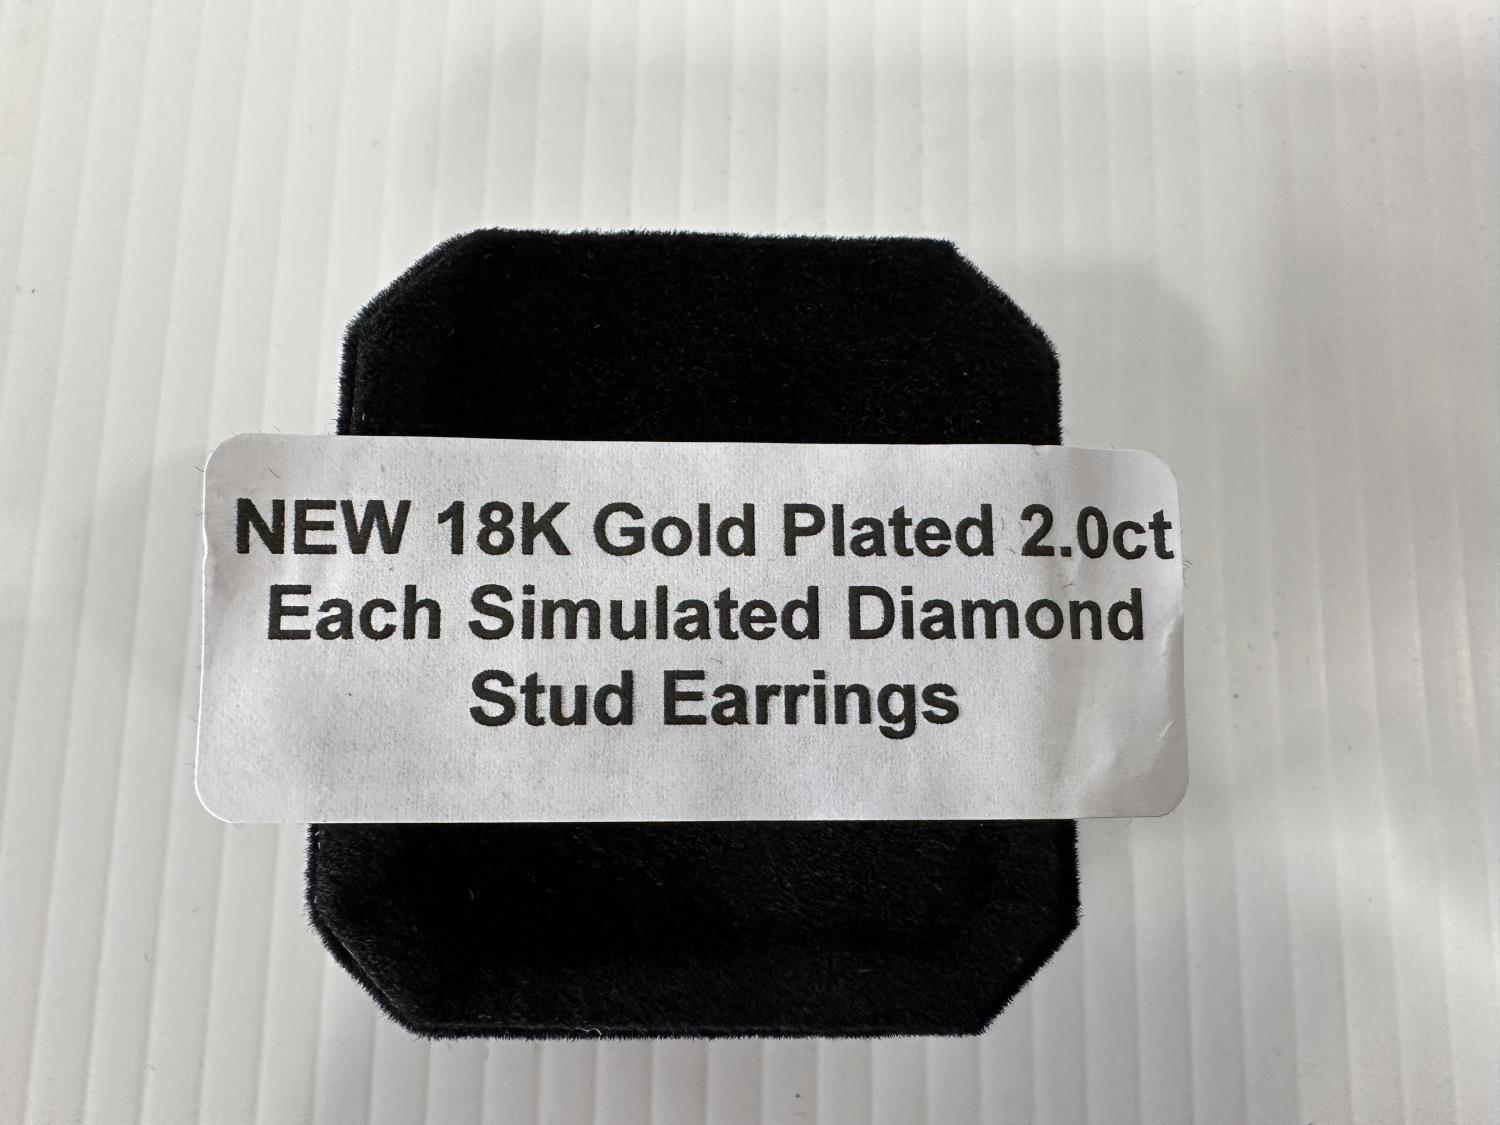 NEW 18K Gold Plated 2.0ct
Each Simulated Diamond
Stud Earrings